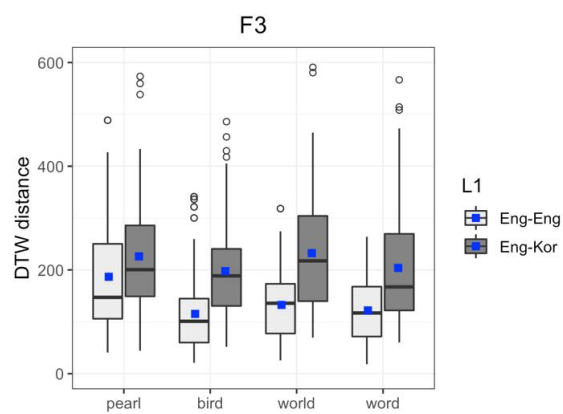 F3
600
400
200
0
DTW distance
pearl bird world word
L1
Eng-Eng
Eng-Kor